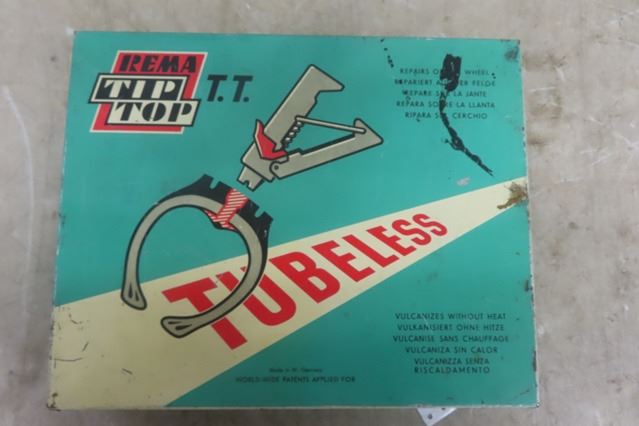 REMA
TIP
TOP
T.T.
REPAIRS ON WHEEL
REPARIERT AUF DER FELGE
REPARE SUR LA JANTE
REPARA SOBRE LA LLANTA
RIPARA SUL CERCHIO
TUBELESS
VULCANIZES WITHOUT HEAT
VULKANISIERT OHNE HITZE
VULCANISE SANS CHAUFFAGE
VULCANIZA SIN CALOR
VULCANIZZA SENZA
RISCALDAMENTO
Made in W. Germany
WORLD-WIDE PATENTS APPLIED FOR